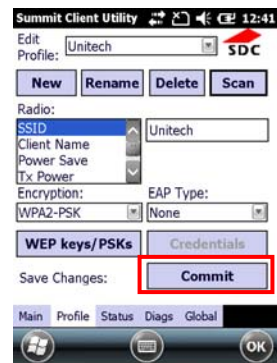 Summit Client Utility 12:41
Edit Profile: Unitech SDC
New Rename Delete Scan
Radio:
SSID Unitech
Client Name
Power Save
Tx Power
Encryption: EAP Type:
WPA2-PSK None
WEP keys/PSKs Credentials
Save Changes: Commit
Main Profile Status Diags Global
OK